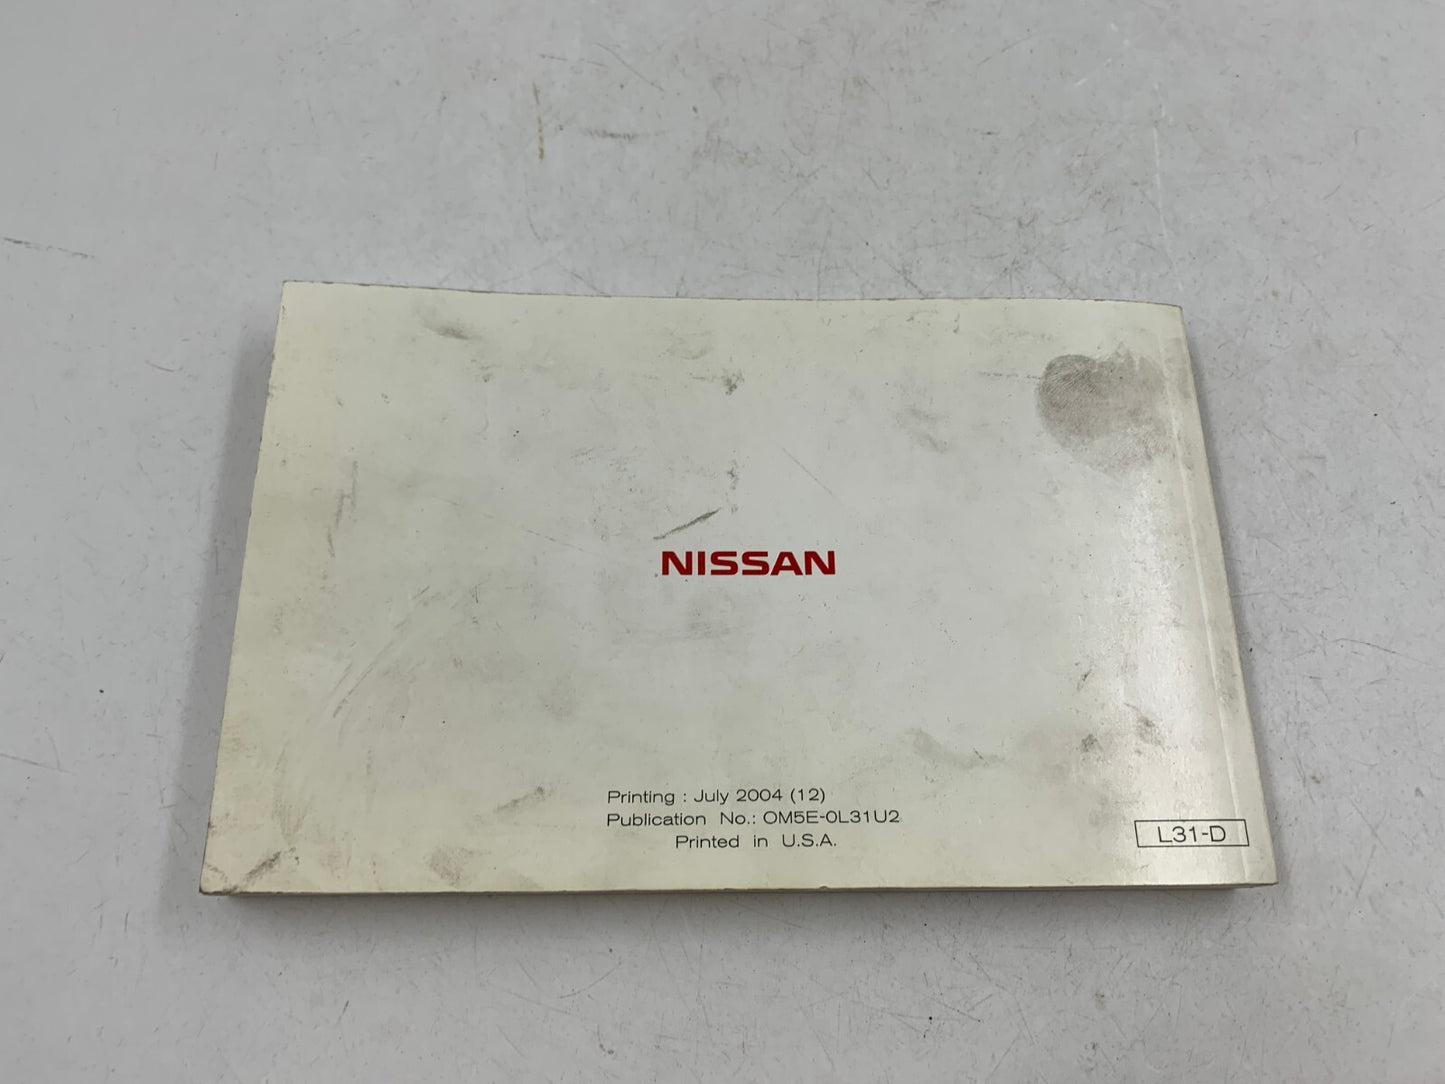 NISSAN
Printing : July 2004 (12)
Publication No.: OM5E-0L31U2
Printed in U.S.A.
L31-D